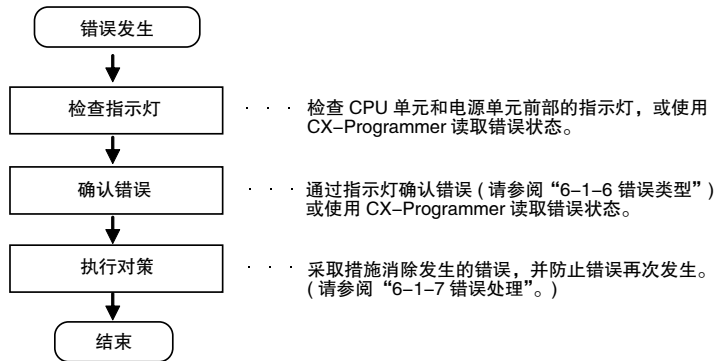 错误发生
检查指示灯
· · · 检查 CPU 单元和电源单元前部的指示灯，或使用
CX–Programmer 读取错误状态。
确认错误
· · · 通过指示灯确认错误 ( 请参阅“6–1–6 错误类型” )
或使用 CX–Programmer 读取错误状态。
执行对策
· · · 采取措施消除发生的错误，并防止错误再次发生。
( 请参阅 “6–1–7 错误处理”。)
结束